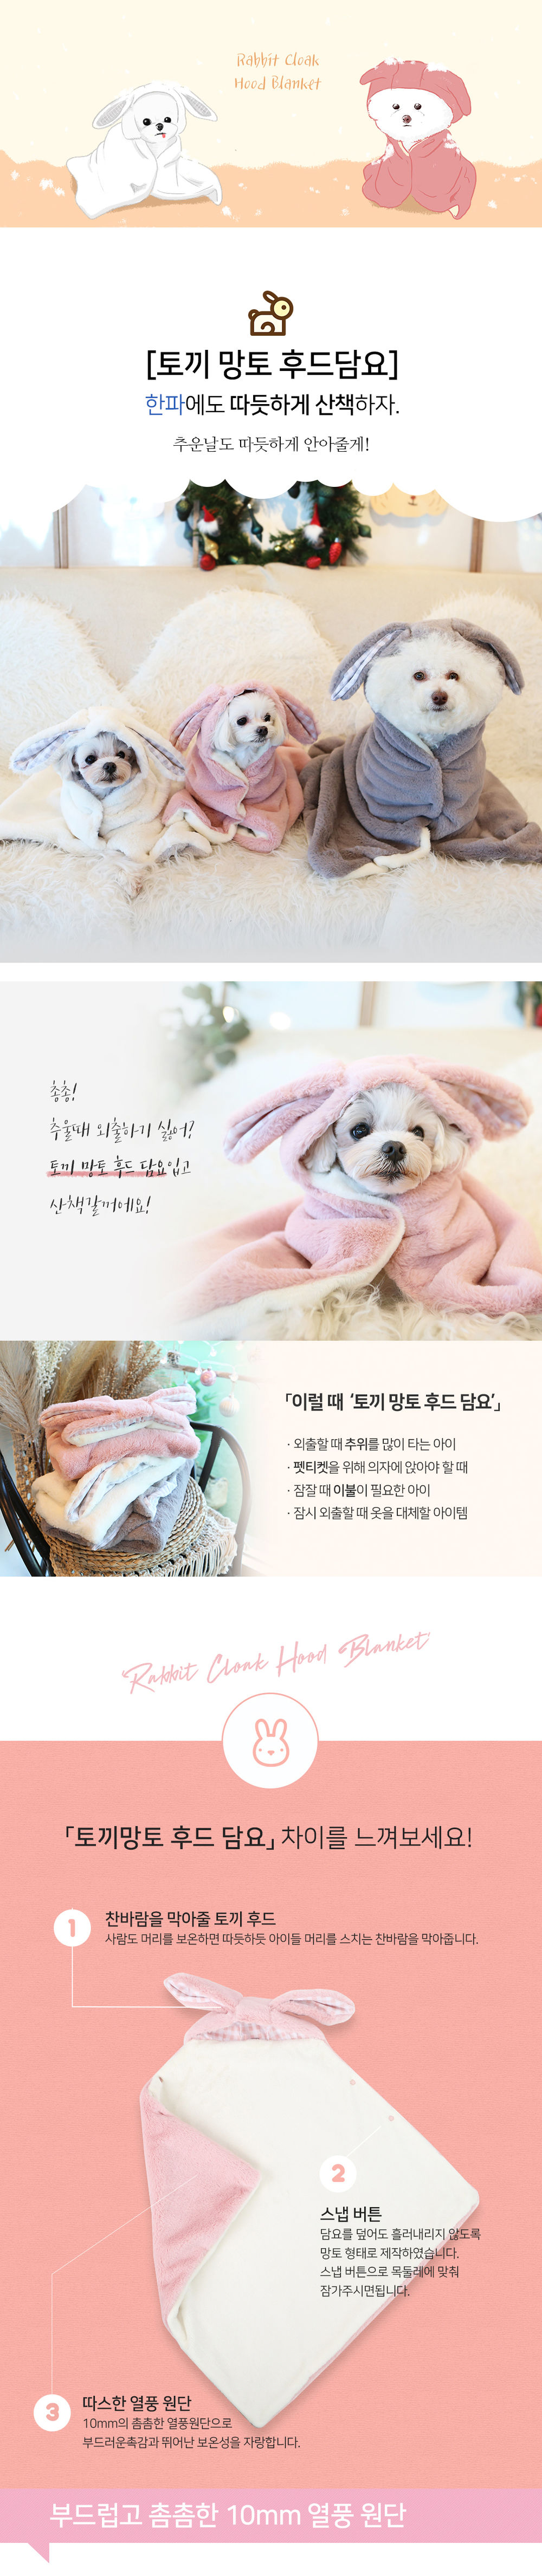 Rabbit Cloak
Hood Blanket
[토끼 망토 후드담요]
한파에도 따듯하게 산책하자.
추운날도 따듯하게 안아줄게!
총총!
추울때 외출하기 싫어?
토끼 망토 후드 담요입고
산책갈꺼예요!
「이럴 때 '토끼 망토 후드 담요'」
· 외출할 때 추위를 많이 타는 아이
· 펫티켓을 위해 의자에 앉아야 할 때
· 잠잘 때 이불이 필요한 아이
· 잠시 외출할 때 옷을 대체할 아이템
Rabbit Cloak Hood Blanket
「토끼망토 후드 담요」 차이를 느껴보세요!
1
찬바람을 막아줄 토끼 후드
사람도 머리를 보온하면 따듯하듯 아이들 머리를 스치는 찬바람을 막아줍니다.
2
스냅 버튼
담요를 덮어도 흘러내리지 않도록
망토 형태로 제작하였습니다.
스냅 버튼으로 목둘레에 맞춰
잠가주시면됩니다.
3
따스한 열풍 원단
10mm의 촘촘한 열풍원단으로
부드러운촉감과 뛰어난 보온성을 자랑합니다.
부드럽고 촘촘한 10mm 열풍 원단